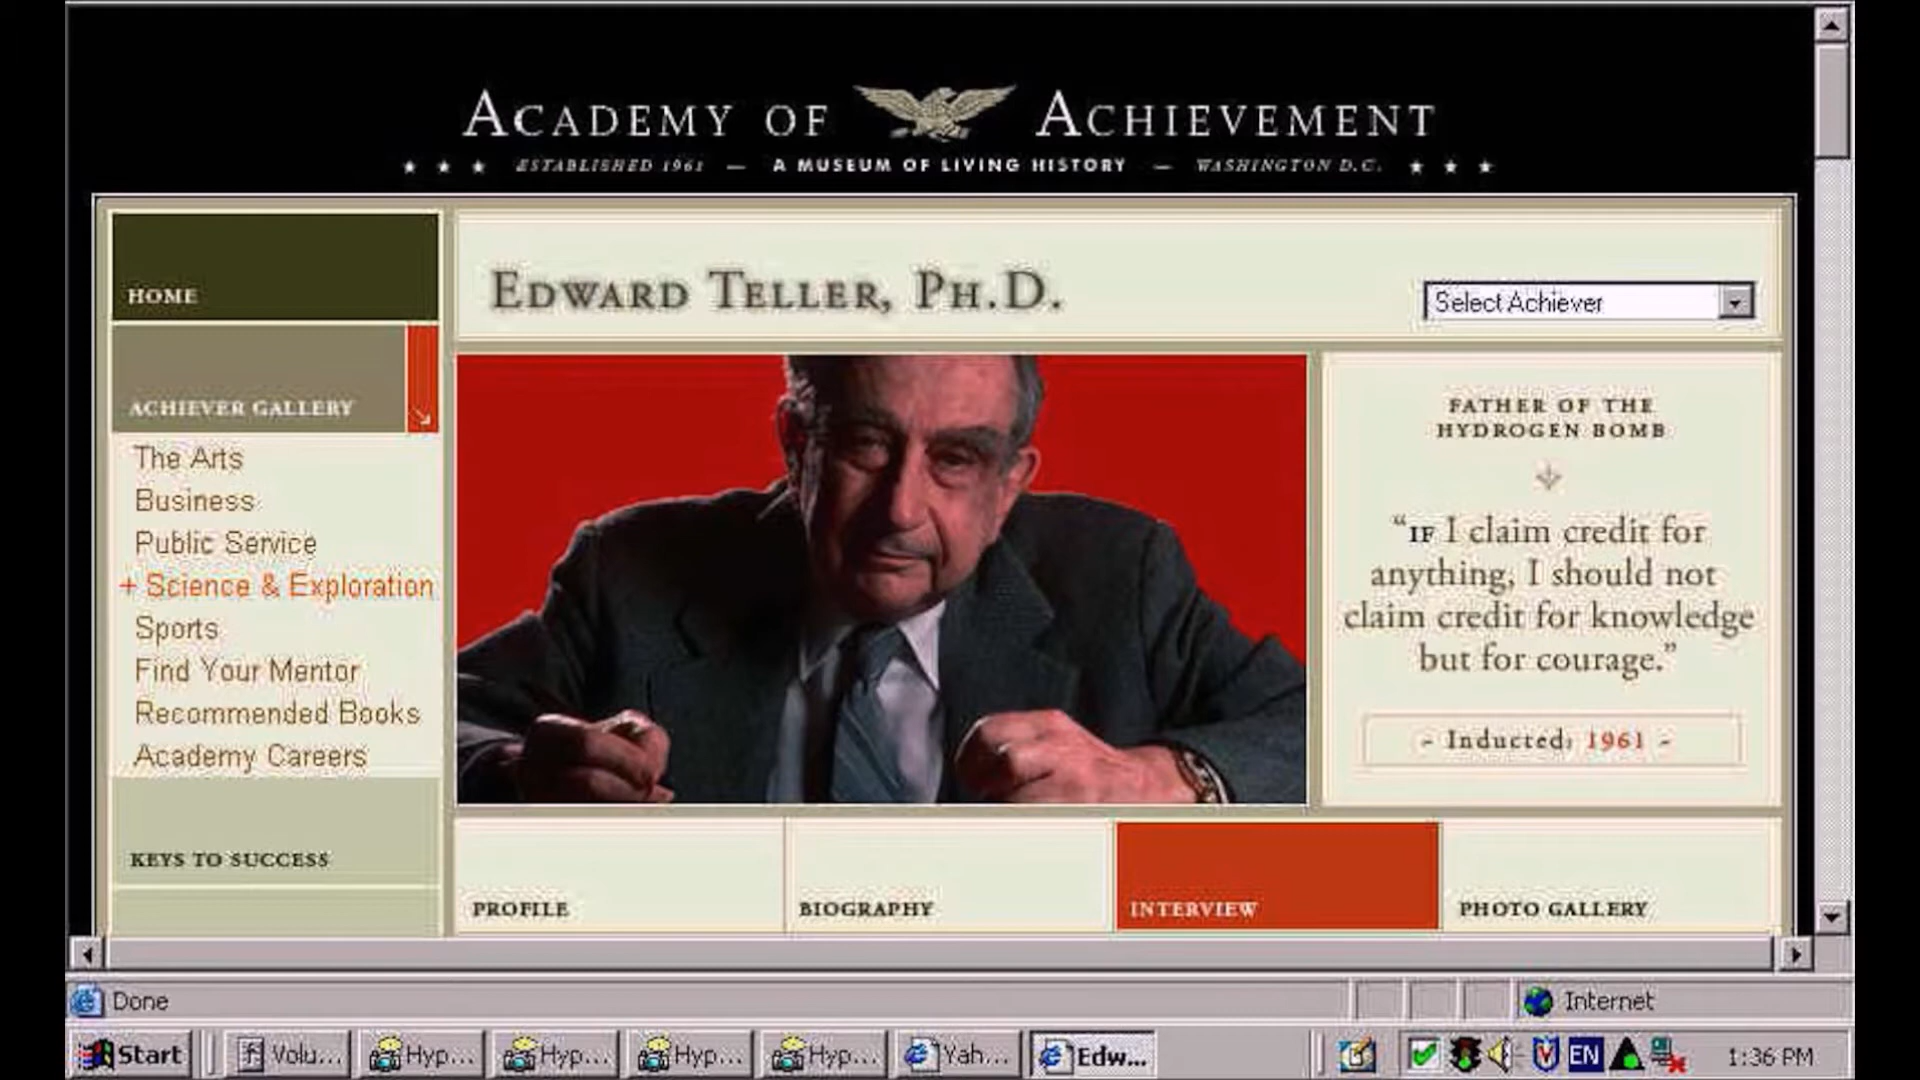 ACADEMY OF ACHIEVEMENT
ESTABLISHED 1961 — A MUSEUM OF LIVING HISTORY — WASHINGTON D.C.
HOME
EDWARD TELLER, PH.D.
Select Achiever
ACHIEVER GALLERY
The Arts
Business
Public Service
+ Science & Exploration
Sports
Find Your Mentor
Recommended Books
Academy Careers
KEYS TO SUCCESS
FATHER OF THE
HYDROGEN BOMB
“IF I claim credit for
anything, I should not
claim credit for knowledge
but for courage.”
- Inducted: 1961 -
PROFILE
BIOGRAPHY
INTERVIEW
PHOTO GALLERY
Done
Internet
Start
Volu...
Hyp...
Hyp...
Hyp...
Hyp...
Yah...
Edw...
EN
1:36 PM